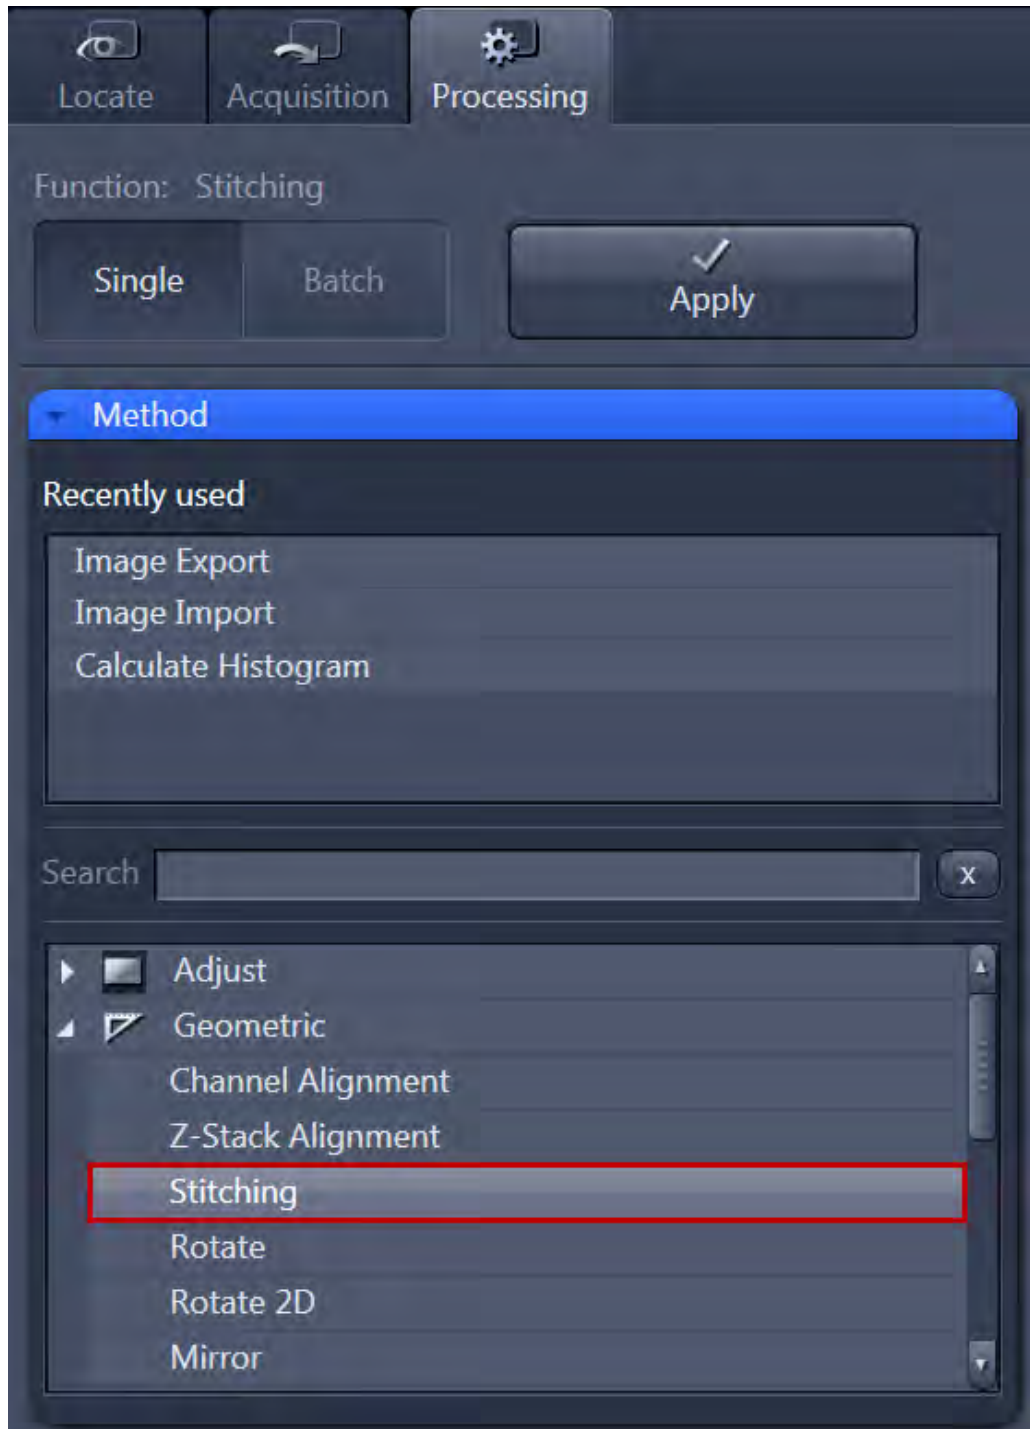 Locate Acquisition Processing
Function: Stitching
Single Batch Apply
Method
Recently used
Image Export
Image Import
Calculate Histogram
Search x
Adjust
Geometric
Channel Alignment
Z-Stack Alignment
Stitching
Rotate
Rotate 2D
Mirror